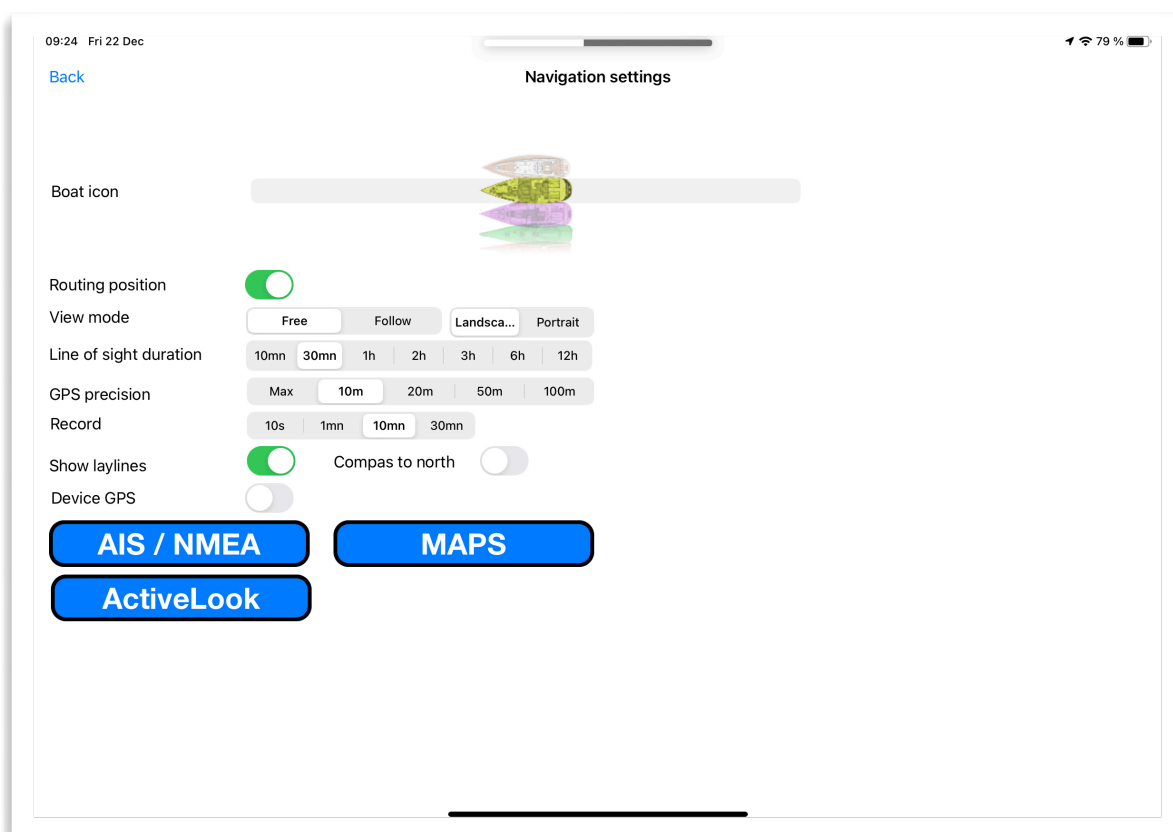 09:24 Fri 22 Dec
79 %
Back
Navigation settings
Boat icon
Routing position
View mode
Free
Follow
Landsca...
Portrait
Line of sight duration
10mn
30mn
1h
2h
3h
6h
12h
GPS precision
Max
10m
20m
50m
100m
Record
10s
1mn
10mn
30mn
Show laylines
Compas to north
Device GPS
AIS / NMEA
MAPS
ActiveLook